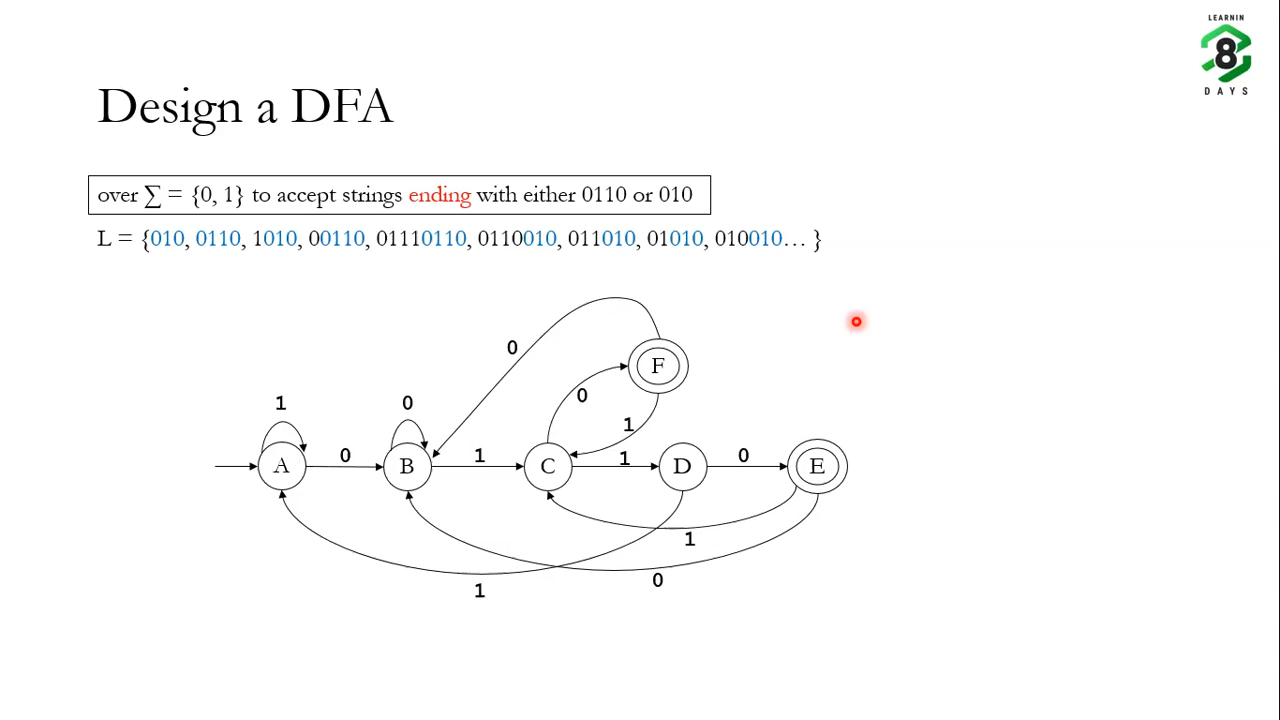 LEARNIN
8
DAYS
Design a DFA
over ∑ = {0, 1} to accept strings ending with either 0110 or 010
L = {010, 0110, 1010, 00110, 01110110, 0110010, 011010, 01010, 010010… }
0
F
0
1
1
0
A
0
B
1
C
1
D
0
E
1
0
1